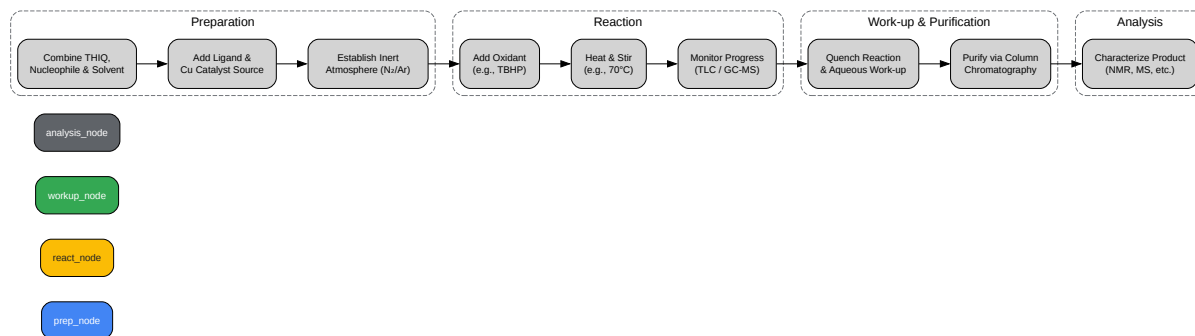 Preparation
Combine THIQ,
Nucleophile & Solvent
Add Ligand &
Cu Catalyst Source
Establish Inert
Atmosphere (N₂/Ar)
Reaction
Add Oxidant
(e.g., TBHP)
Heat & Stir
(e.g., 70°C)
Monitor Progress
(TLC / GC-MS)
Work-up & Purification
Quench Reaction
& Aqueous Work-up
Purify via Column
Chromatography
Analysis
Characterize Product
(NMR, MS, etc.)
analysis_node
workup_node
react_node
prep_node